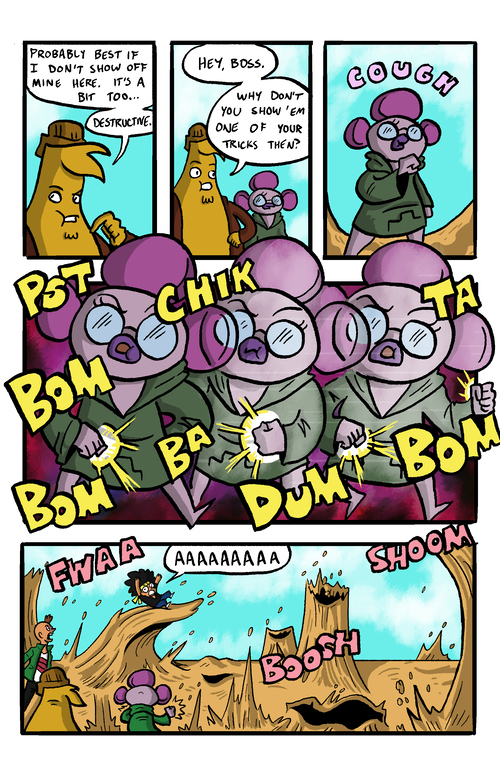 PROBABLY BEST IF
I DON'T SHOW OFF
MINE HERE. IT'S A
BIT TOO...
DESTRUCTIVE.
HEY, BOSS.
WHY DON'T
YOU SHOW 'EM
ONE OF YOUR
TRICKS THEN?
COUGH
PST
CHIK
TA
BOM
BA
BOM
BOM
DUM
FWAA
AAAAAAAAA
SHOOM
BOOSH